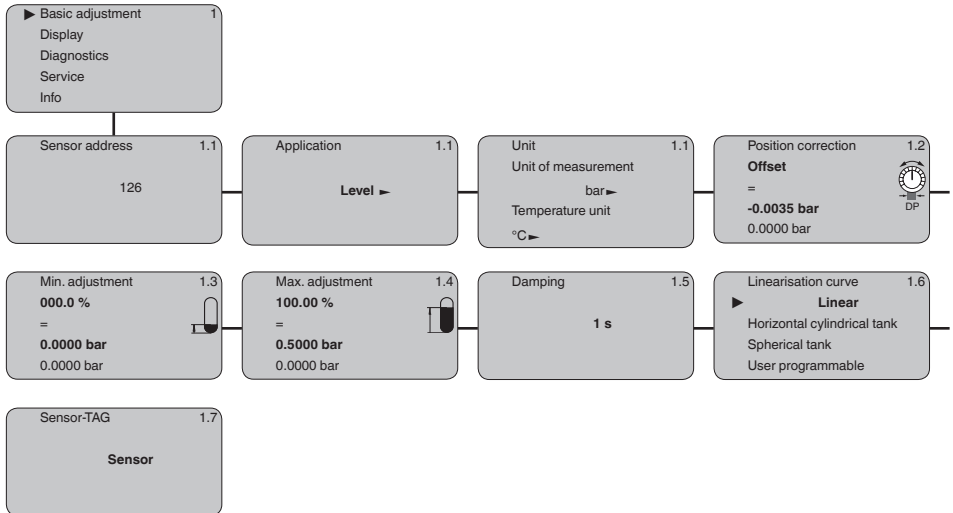 ▶ Basic adjustment 1
Display
Diagnostics
Service
Info
Sensor address 1.1
126
Application 1.1
Level ►
Unit 1.1
Unit of measurement
bar ►
Temperature unit
°C ►
Position correction 1.2
Offset
=
-0.0035 bar
0.0000 bar
DP
Min. adjustment 1.3
000.0 %
=
0.0000 bar
0.0000 bar
Max. adjustment 1.4
100.00 %
=
0.5000 bar
0.0000 bar
Damping 1.5
1 s
Linearisation curve 1.6
▶ Linear
Horizontal cylindrical tank
Spherical tank
User programmable
Sensor-TAG 1.7
Sensor